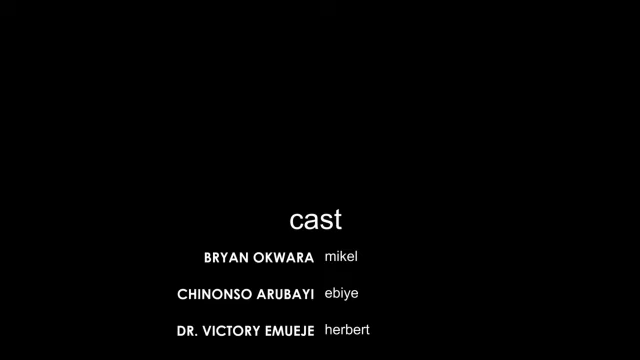 cast
BRYAN OKWARA mikel
CHINONSO ARUBAYI ebiye
DR. VICTORY EMUEJE herbert